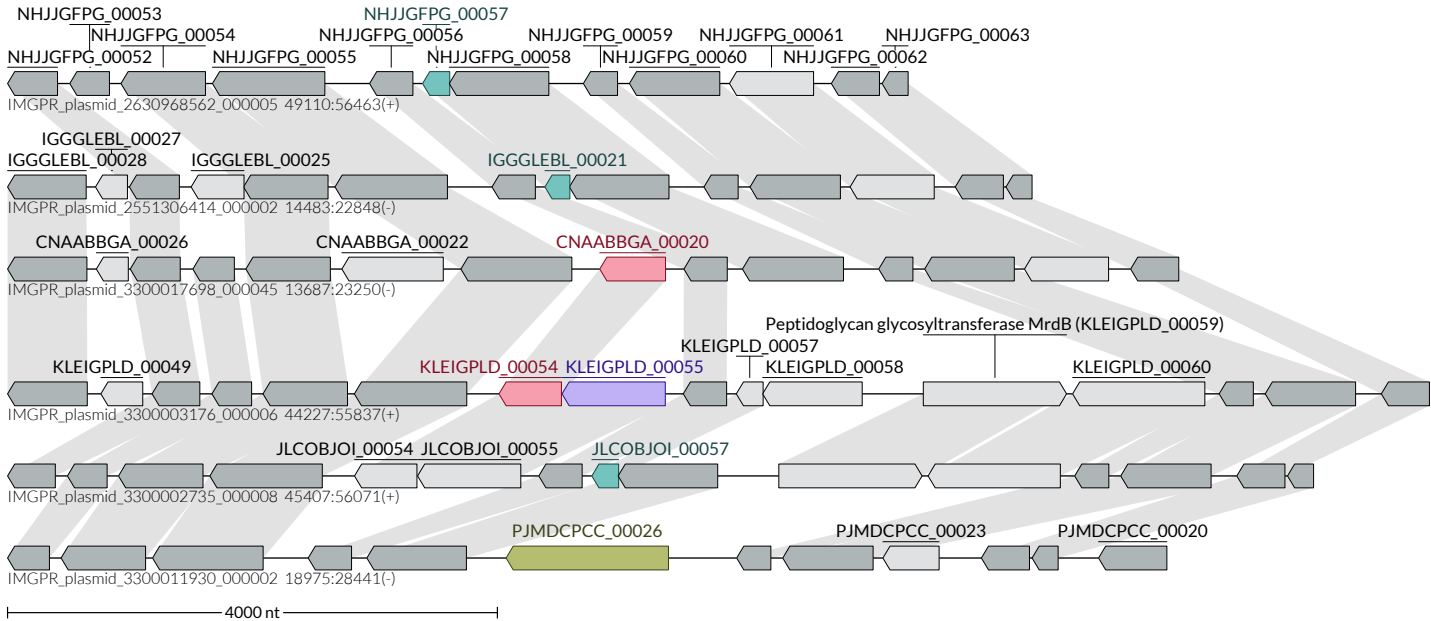 NHJJGFPG_00053 NHJJGFPG_00057
NHJJGFPG_00054 NHJJGFPG_00056 NHJJGFPG_00059 NHJJGFPG_00061 NHJJGFPG_00063
NHJJGFPG_00052 NHJJGFPG_00055 NHJJGFPG_00058 NHJJGFPG_00060 NHJJGFPG_00062
IMGPR_plasmid_2630968562_000005 49110:56463(+)
IGGGLEBL_00027
IGGGLEBL_00028 IGGGLEBL_00025 IGGGLEBL_00021
IMGPR_plasmid_2551306414_000002 14483:22848(-)
CNAABBGA_00026 CNAABBGA_00022 CNAABBGA_00020
IMGPR_plasmid_3300017698_000045 13687:23250(-)
Peptidoglycan glycosyltransferase MrdB (KLEIGPLD_00059)
KLEIGPLD_00057
KLEIGPLD_00049 KLEIGPLD_00054 KLEIGPLD_00055 KLEIGPLD_00058 KLEIGPLD_00060
IMGPR_plasmid_3300003176_000006 44227:55837(+)
JLCOBJOI_00054 JLCOBJOI_00055 JLCOBJOI_00057
IMGPR_plasmid_3300002735_000008 45407:56071(+)
PJMDCPCC_00026 PJMDCPCC_00023 PJMDCPCC_00020
IMGPR_plasmid_3300011930_000002 18975:28441(-)
4000 nt